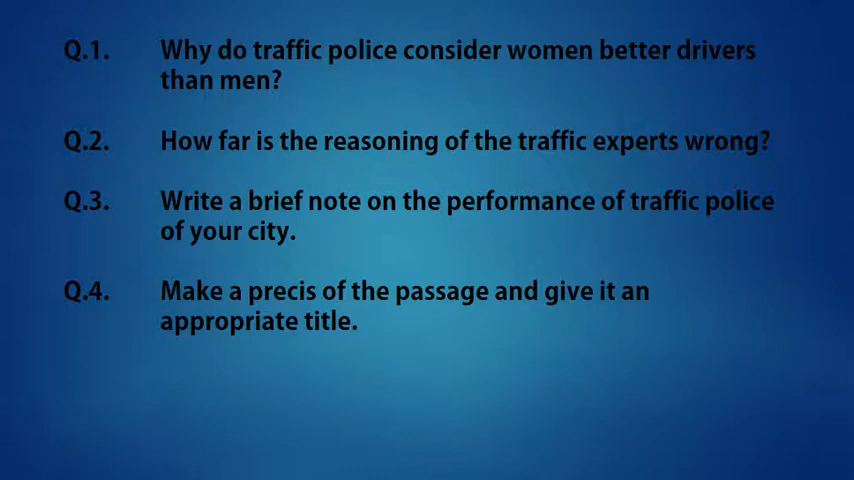 Q.1. Why do traffic police consider women better drivers
than men?
Q.2. How far is the reasoning of the traffic experts wrong?
Q.3. Write a brief note on the performance of traffic police
of your city.
Q.4. Make a precis of the passage and give it an
appropriate title.